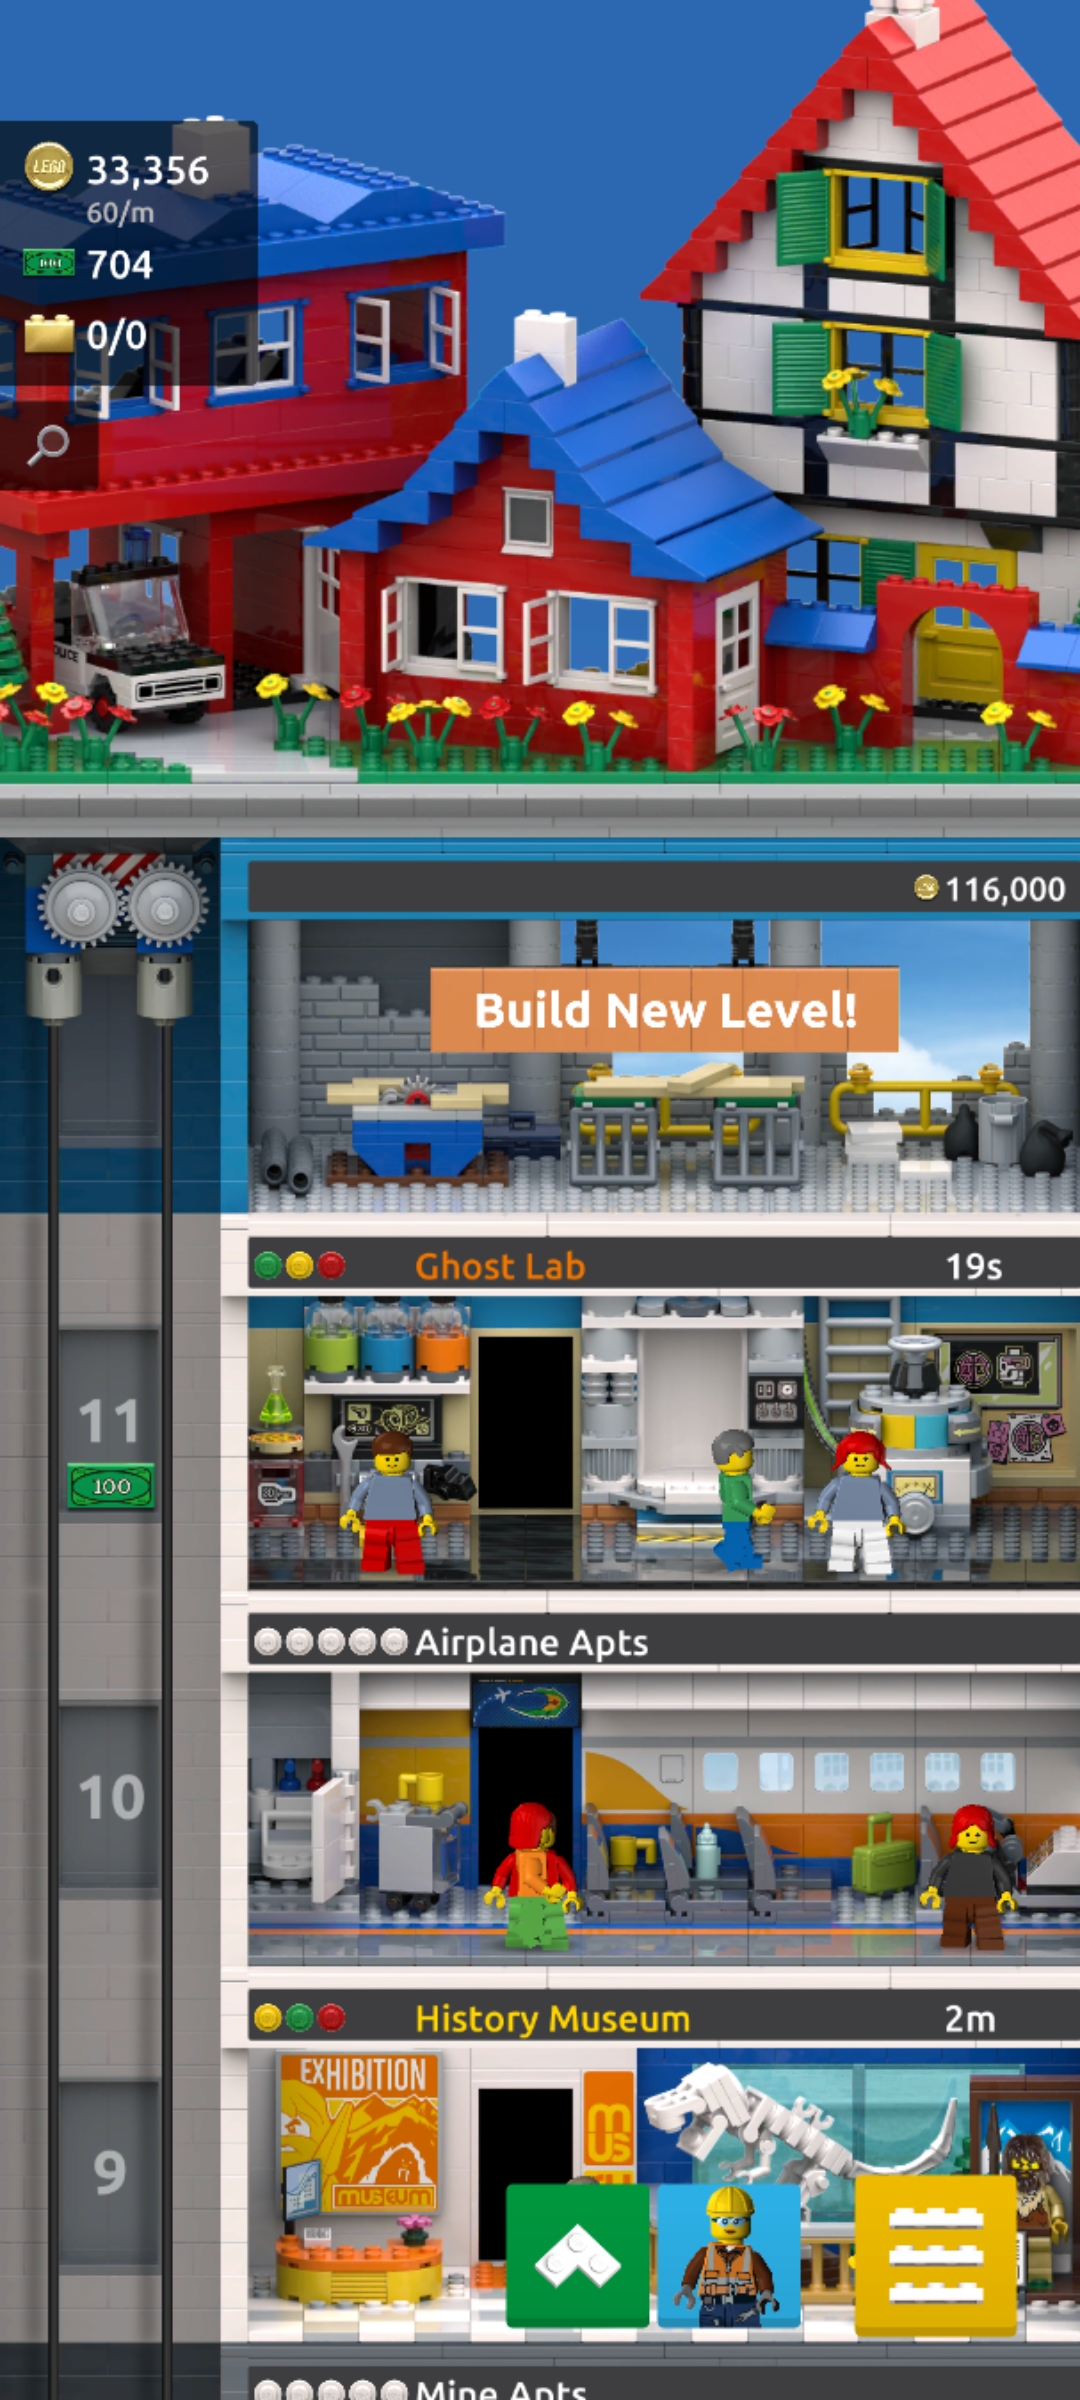 LEGO
33,356
60/m
704
0/0
POLICE
116,000
Build New Level!
Ghost Lab
19s
11
100
Airplane Apts
10
History Museum
2m
EXHIBITION
mus
museum
9
Mine Apts